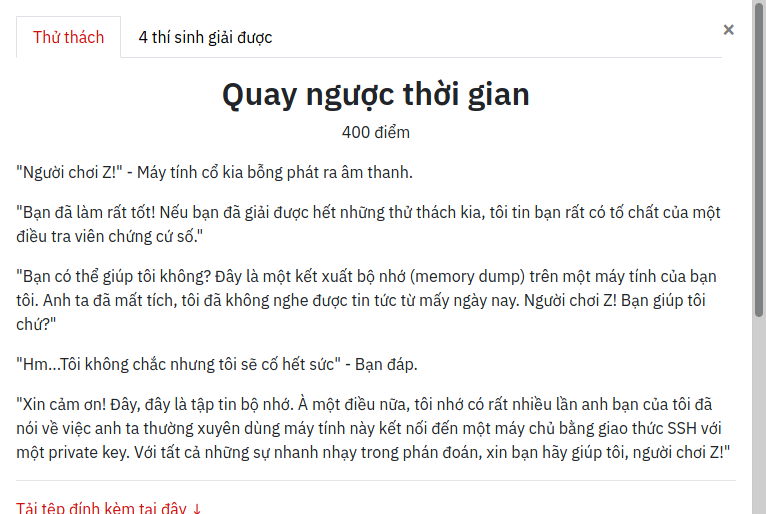 Thử thách
4 thí sinh giải được
×
Quay ngược thời gian
400 điểm
"Người chơi Z!" - Máy tính cổ kia bỗng phát ra âm thanh.
"Bạn đã làm rất tốt! Nếu bạn đã giải được hết những thử thách kia, tôi tin bạn rất có tố chất của một
điều tra viên chứng cứ số."
"Bạn có thể giúp tôi không? Đây là một kết xuất bộ nhớ (memory dump) trên một máy tính của bạn
tôi. Anh ta đã mất tích, tôi đã không nghe được tin tức từ mấy ngày nay. Người chơi Z! Bạn giúp tôi
chứ?"
"Hm...Tôi không chắc nhưng tôi sẽ cố hết sức" - Bạn đáp.
"Xin cảm ơn! Đây, đây là tập tin bộ nhớ. À một điều nữa, tôi nhớ có rất nhiều lần anh bạn của tôi đã
nói về việc anh ta thường xuyên dùng máy tính này kết nối đến một máy chủ bằng giao thức SSH với
một private key. Với tất cả những sự nhanh nhạy trong phán đoán, xin bạn hãy giúp tôi, người chơi Z!"
Tải tệp đính kèm tại đây ↓